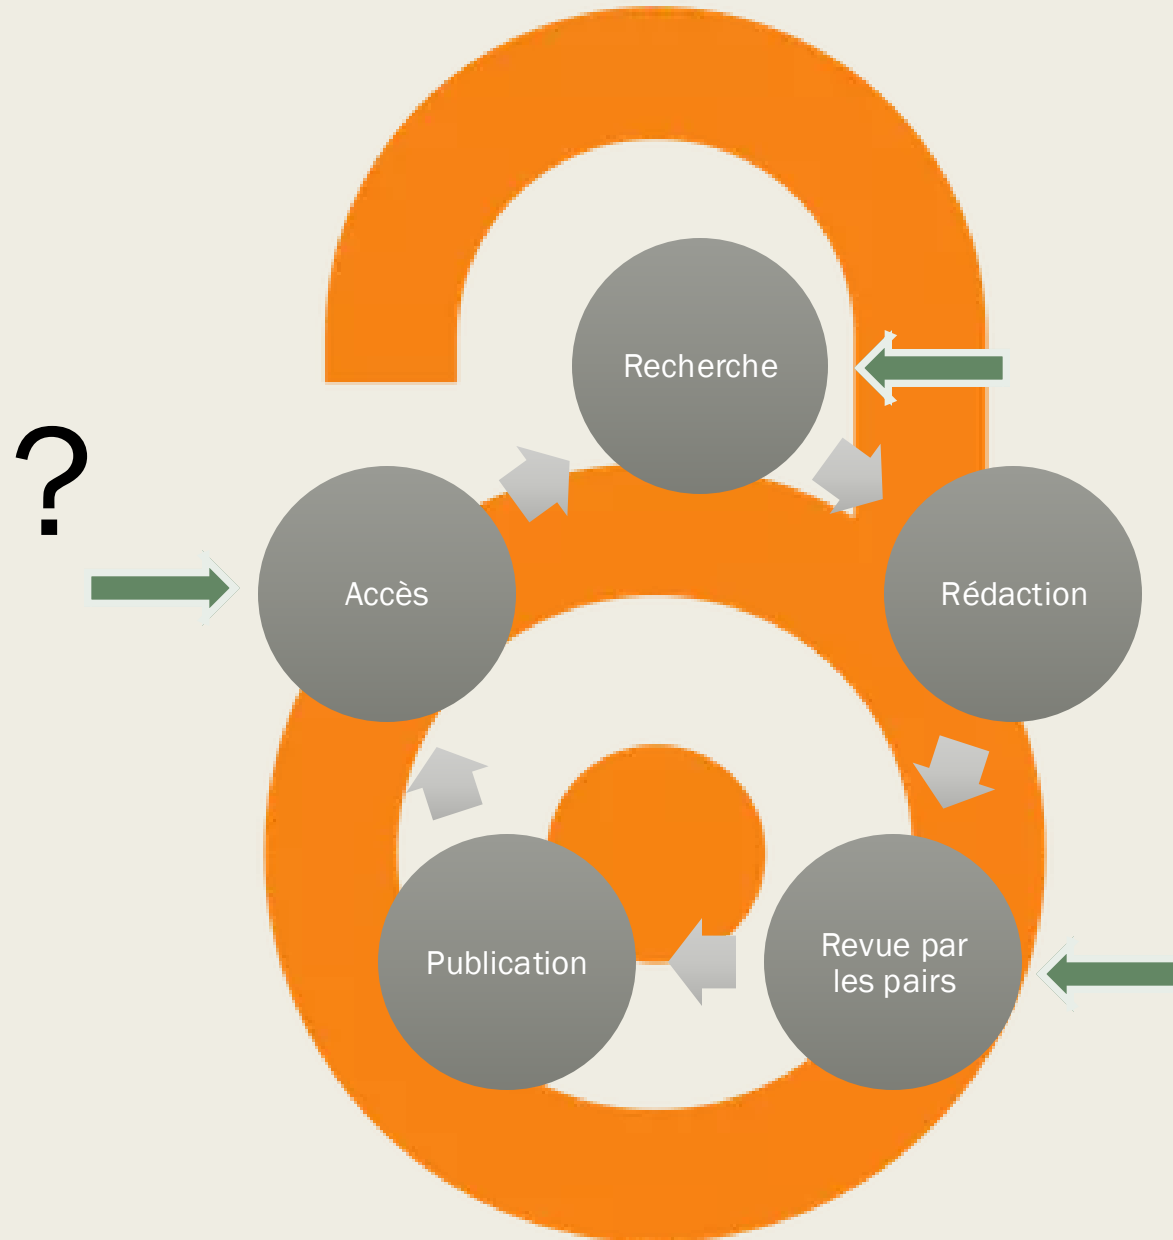 Recherche
?
Accès
Rédaction
Publication
Revue par
les pairs